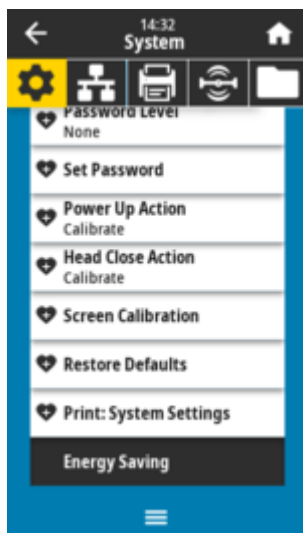 14:32
System
Password Level
None
Set Password
Power Up Action
Calibrate
Head Close Action
Calibrate
Screen Calibration
Restore Defaults
Print: System Settings
Energy Saving